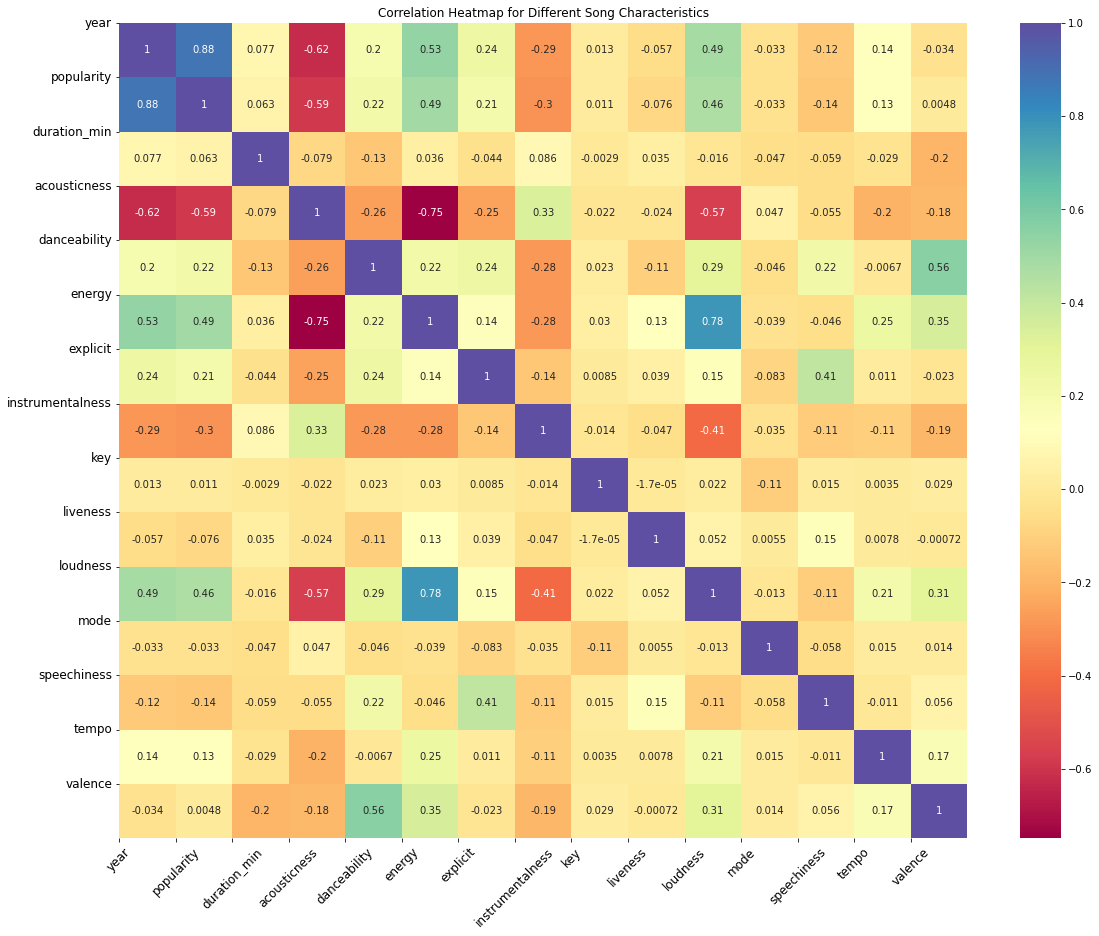 Correlation Heatmap for Different Song Characteristics
year 1 0.88 0.077 -0.62 0.2 0.53 0.24 -0.29 0.013 -0.057 0.49 -0.033 -0.12 0.14 -0.034
popularity 0.88 1 0.063 -0.59 0.22 0.49 0.21 -0.3 0.011 -0.076 0.46 -0.033 -0.14 0.13 0.0048
duration_min 0.077 0.063 1 -0.079 -0.13 0.036 -0.044 0.086 -0.0029 0.035 -0.016 -0.047 -0.059 -0.029 -0.2
acousticness -0.62 -0.59 -0.079 1 -0.26 -0.75 -0.25 0.33 -0.022 -0.024 -0.57 0.047 -0.055 -0.2 -0.18
danceability 0.2 0.22 -0.13 -0.26 1 0.22 0.24 -0.28 0.023 -0.11 0.29 -0.046 0.22 -0.0067 0.56
energy 0.53 0.49 0.036 -0.75 0.22 1 0.14 -0.28 0.03 0.13 0.78 -0.039 -0.046 0.25 0.35
explicit 0.24 0.21 -0.044 -0.25 0.24 0.14 1 -0.14 0.0085 0.039 0.15 -0.083 0.41 0.011 -0.023
instrumentalness -0.29 -0.3 0.086 0.33 -0.28 -0.28 -0.14 1 -0.014 -0.047 -0.41 -0.035 -0.11 -0.11 -0.19
key 0.013 0.011 -0.0029 -0.022 0.023 0.03 0.0085 -0.014 1 -1.7e-05 0.022 -0.11 0.015 0.0035 0.029
liveness -0.057 -0.076 0.035 -0.024 -0.11 0.13 0.039 -0.047 -1.7e-05 1 0.052 0.0055 0.15 0.0078 -0.00072
loudness 0.49 0.46 -0.016 -0.57 0.29 0.78 0.15 -0.41 0.022 0.052 1 -0.013 -0.11 0.21 0.31
mode -0.033 -0.033 -0.047 0.047 -0.046 -0.039 -0.083 -0.035 -0.11 0.0055 -0.013 1 -0.058 0.015 0.014
speechiness -0.12 -0.14 -0.059 -0.055 0.22 -0.046 0.41 -0.11 0.015 0.15 -0.11 -0.058 1 -0.011 0.056
tempo 0.14 0.13 -0.029 -0.2 -0.0067 0.25 0.011 -0.11 0.0035 0.0078 0.21 0.015 -0.011 1 0.17
valence -0.034 0.0048 -0.2 -0.18 0.56 0.35 -0.023 -0.19 0.029 -0.00072 0.31 0.014 0.056 0.17 1
year popularity duration_min acousticness danceability energy explicit instrumentalness key liveness loudness mode speechiness tempo valence
1.0
0.8
0.6
0.4
0.2
0.0
−0.2
−0.4
−0.6